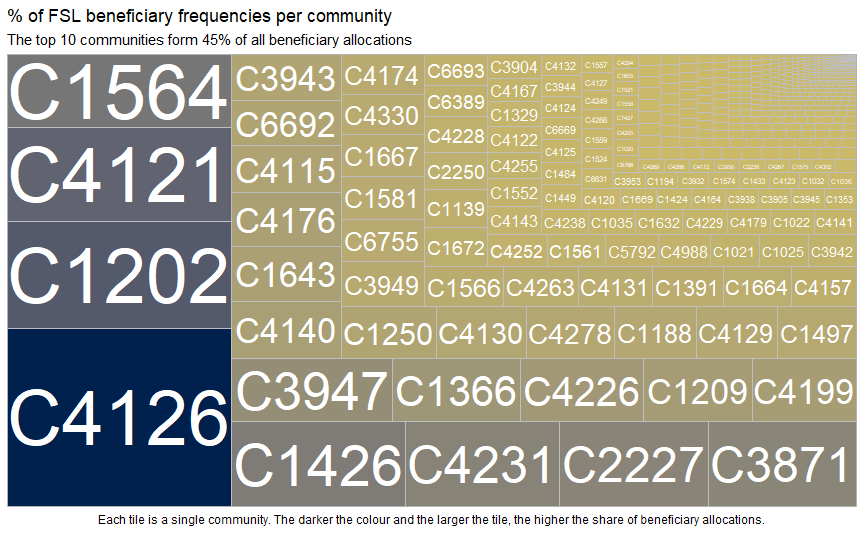 % of FSL beneficiary frequencies per community
The top 10 communities form 45% of all beneficiary allocations
C1564
C4121
C1202
C4126
C3943
C6692
C4115
C4176
C1643
C4140
C4174
C4330
C1667
C1581
C6755
C3949
C6693
C6389
C4228
C2250
C1139
C1672
C3904
C4167
C1329
C4122
C4255
C1552
C4143
C4132
C3944
C4124
C6669
C4125
C1484
C1449
C1557
C4127
C4249
C4288
C1559
C1524
C6631
C4294
C1605
C1521
C1558
C7427
C4295
C3953 C1194 C3932 C1574 C1433 C4123 C1032 C1036
C4120 C1669 C1424 C4164 C3938 C3905 C3945 C1353
C4238 C1035 C1632 C4229 C4179 C1022 C4141
C4252 C1561 C5792 C4988 C1021 C1025 C3942
C1566 C4263 C4131 C1391 C1664 C4157
C1250 C4130 C4278 C1188 C4129 C1497
C3947 C1366 C4226 C1209 C4199
C1426 C4231 C2227 C3871
Each tile is a single community. The darker the colour and the larger the tile, the higher the share of beneficiary allocations.